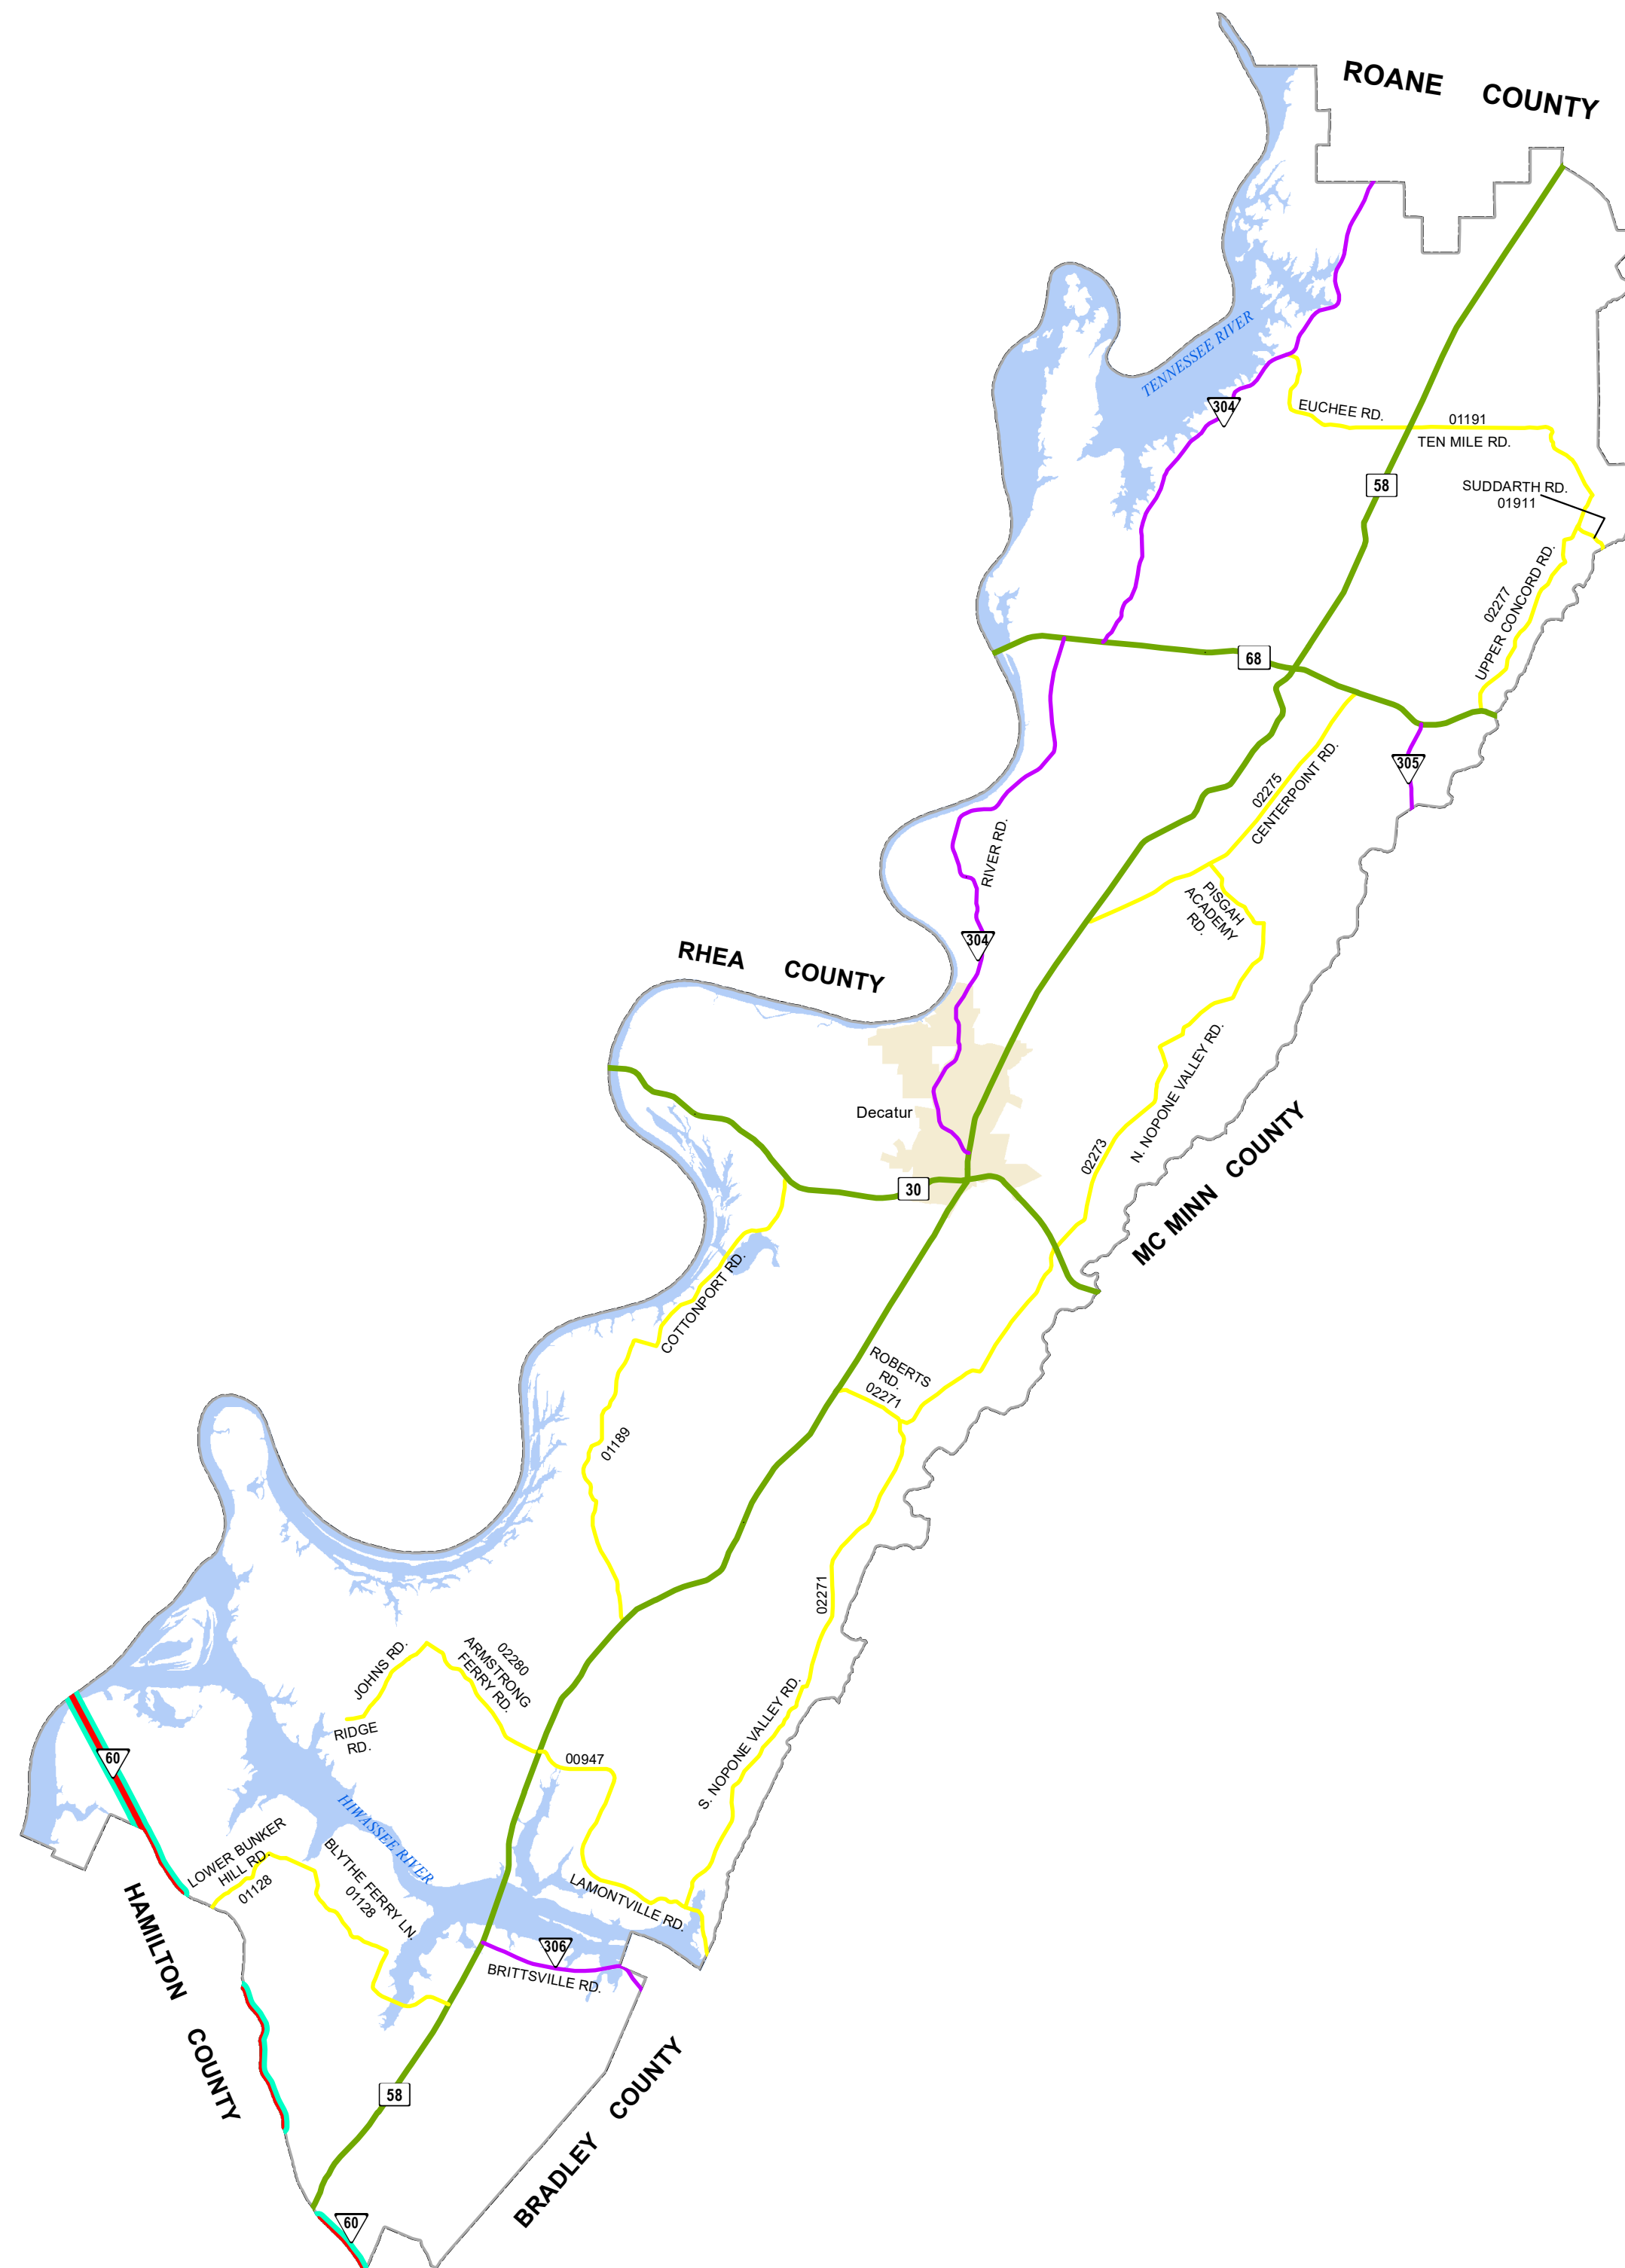 ROANE COUNTY
TENNESSEE RIVER
304
EUCHEE RD.
01191
TEN MILE RD.
58
SUDDARTH RD.
01911
02277
UPPER CONCORD RD.
68
305
02275
CENTERPOINT RD.
RIVER RD.
PISGAH
ACADEMY
RD.
304
RHEA COUNTY
N. NOPONE VALLEY RD.
Decatur
02273
MC MINN COUNTY
30
COTTONPORT RD.
ROBERTS
RD.
02271
01189
02271
JOHNS RD.
02280
ARMSTRONG
FERRY RD.
RIDGE
RD.
S. NOPONE VALLEY RD.
60
00947
HIWASSEE RIVER
LOWER BUNKER
HILL RD.
01128
BLYTHE FERRY LN.
01128
LAMONTVILLE RD.
306
BRITTSVILLE RD.
HAMILTON COUNTY
58
BRADLEY COUNTY
60